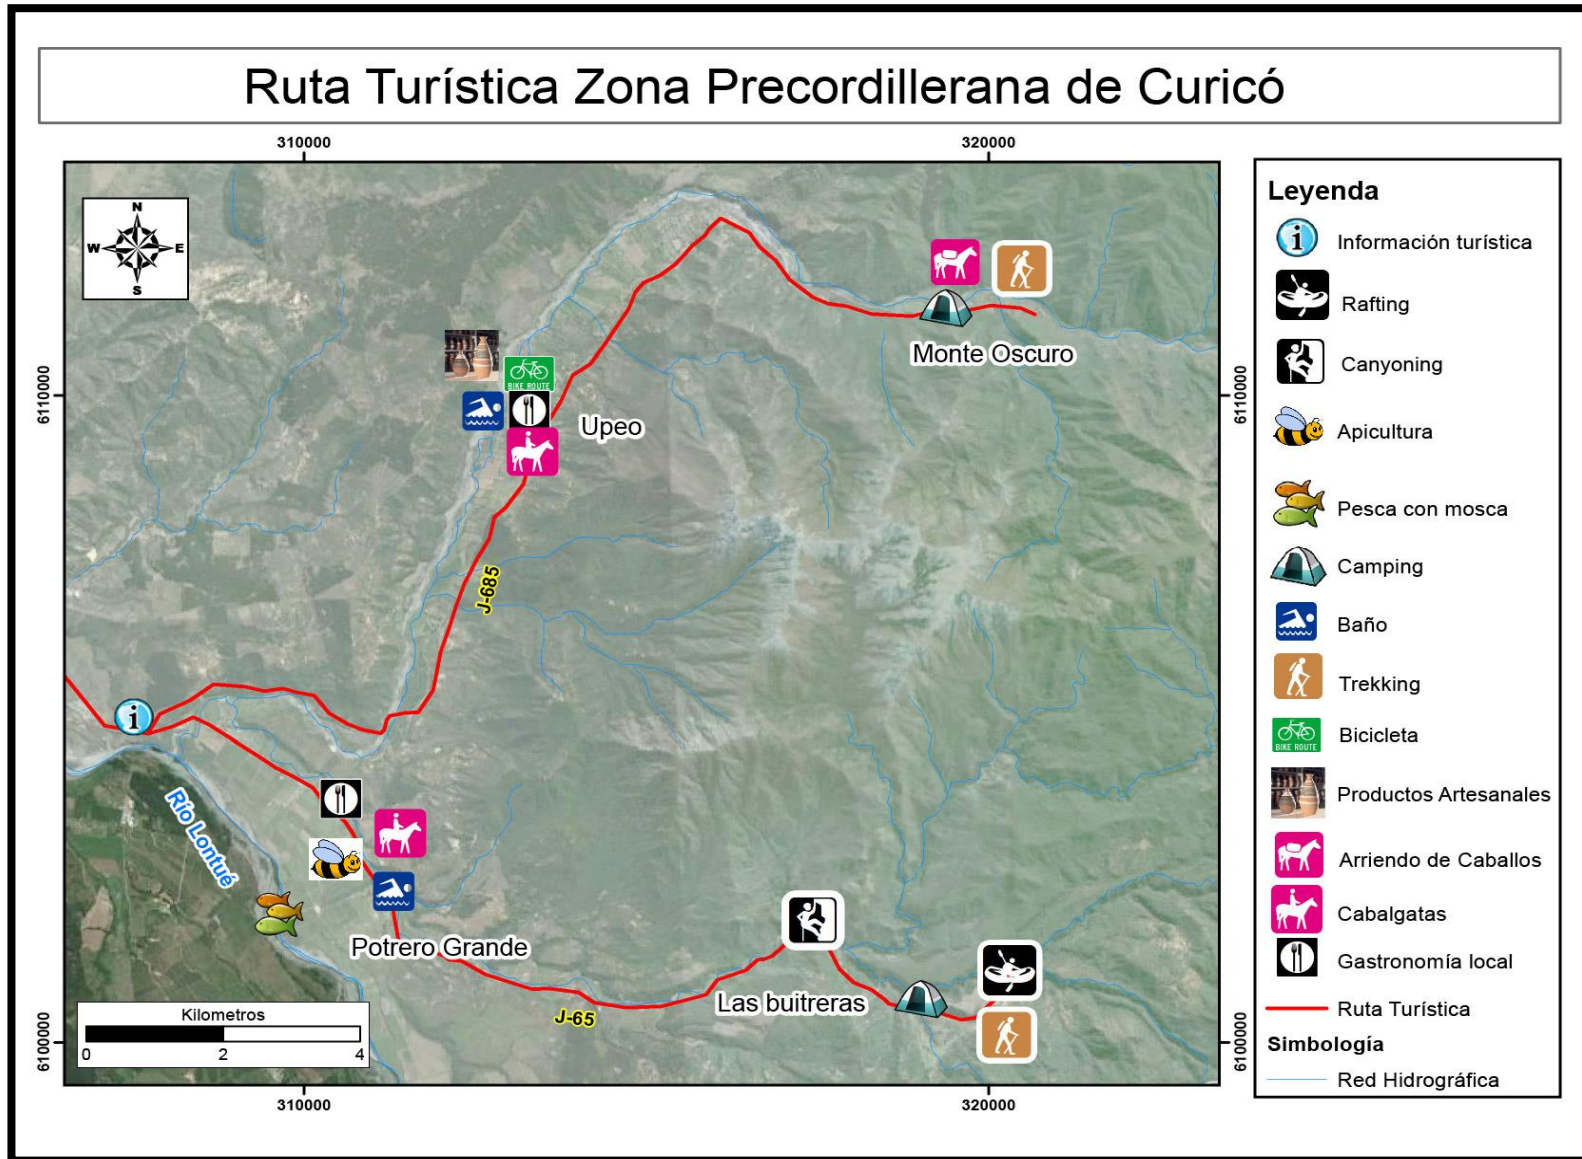 Ruta Turística Zona Precordillerana de Curicó
310000
320000
N
W
E
S
6110000
6110000
Monte Oscuro
BIKE ROUTE
Upeo
J-685
Río Lontué
Potrero Grande
Las buitreras
J-65
Kilometros
0
2
4
6100000
6100000
310000
320000
Leyenda
Información turística
Rafting
Canyoning
Apicultura
Pesca con mosca
Camping
Baño
Trekking
BIKE ROUTE
Bicicleta
Productos Artesanales
Arriendo de Caballos
Cabalgatas
Gastronomía local
Ruta Turística
Simbología
Red Hidrográfica